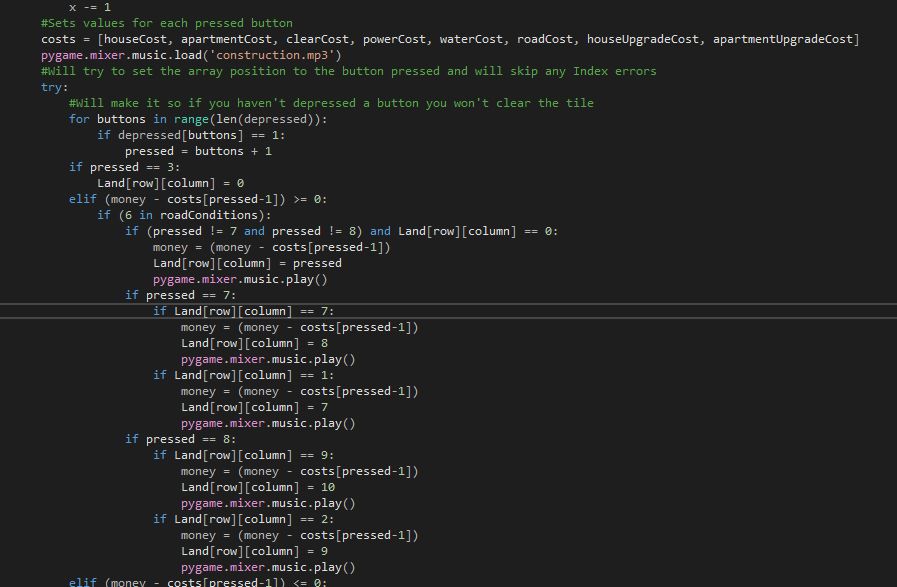 x -= 1
#Sets values for each pressed button
costs = [houseCost, apartmentCost, clearCost, powerCost, waterCost, roadCost, houseUpgradeCost, apartmentUpgradeCost]
pygame.mixer.music.load('construction.mp3')
#Will try to set the array position to the button pressed and will skip any Index errors
try:
    #Will make it so if you haven't depressed a button you won't clear the tile
    for buttons in range(len(depressed)):
        if depressed[buttons] == 1:
            pressed = buttons + 1
    if pressed == 3:
        Land[row][column] = 0
    elif (money - costs[pressed-1]) >= 0:
        if (6 in roadConditions):
            if (pressed != 7 and pressed != 8) and Land[row][column] == 0:
                money = (money - costs[pressed-1])
                Land[row][column] = pressed
                pygame.mixer.music.play()
            if pressed == 7:
                if Land[row][column] == 7:
                    money = (money - costs[pressed-1])
                    Land[row][column] = 8
                    pygame.mixer.music.play()
                if Land[row][column] == 1:
                    money = (money - costs[pressed-1])
                    Land[row][column] = 7
                    pygame.mixer.music.play()
            if pressed == 8:
                if Land[row][column] == 9:
                    money = (money - costs[pressed-1])
                    Land[row][column] = 10
                    pygame.mixer.music.play()
                if Land[row][column] == 2:
                    money = (money - costs[pressed-1])
                    Land[row][column] = 9
                    pygame.mixer.music.play()
    elif (money - costs[pressed-1]) <= 0: